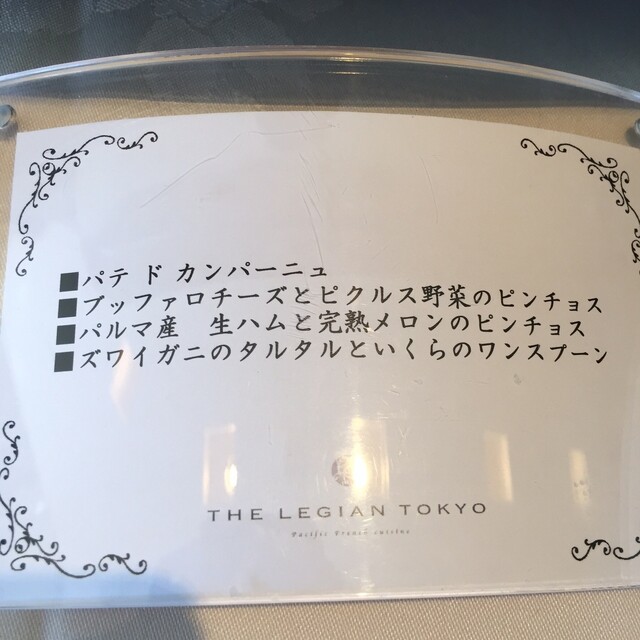 ■パテ ド カンパーニュ
■ブッファロチーズとピクルス野菜のピンチョス
■パルマ産　生ハムと完熟メロンのピンチョス
■ズワイガニのタルタルといくらのワンスプーン
THE LEGIAN TOKYO
Pacific French cuisine